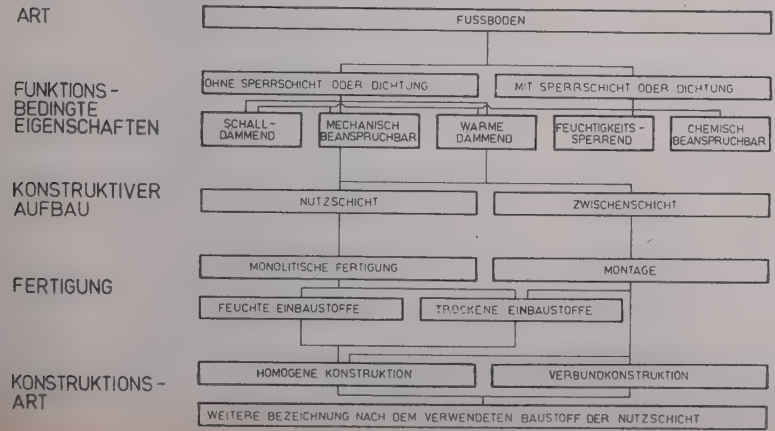 ART
FUSSBODEN
FUNKTIONS-
BEDINGTE
EIGENSCHAFTEN
OHNE SPERRSCHICHT ODER DICHTUNG
MIT SPERRSCHICHT ODER DICHTUNG
SCHALL-
DAMMEND
MECHANISCH
BEANSPRUCHBAR
WARME
DAMMEND
FEUCHTIGKEITS-
SPERREND
CHEMISCH
BEANSPRUCHBAR
KONSTRUKTIVER
AUFBAU
NUTZSCHICHT
ZWISCHENSCHICHT
FERTIGUNG
MONOLITISCHE FERTIGUNG
MONTAGE
FEUCHTE EINBAUSTOFFE
TROCKENE EINBAUSTOFFE
KONSTRUKTIONS-
ART
HOMOGENE KONSTRUKTION
VERBUNDKONSTRUKTION
WEITERE BEZEICHNUNG NACH DEM VERWENDETEN BAUSTOFF DER NUTZSCHICHT